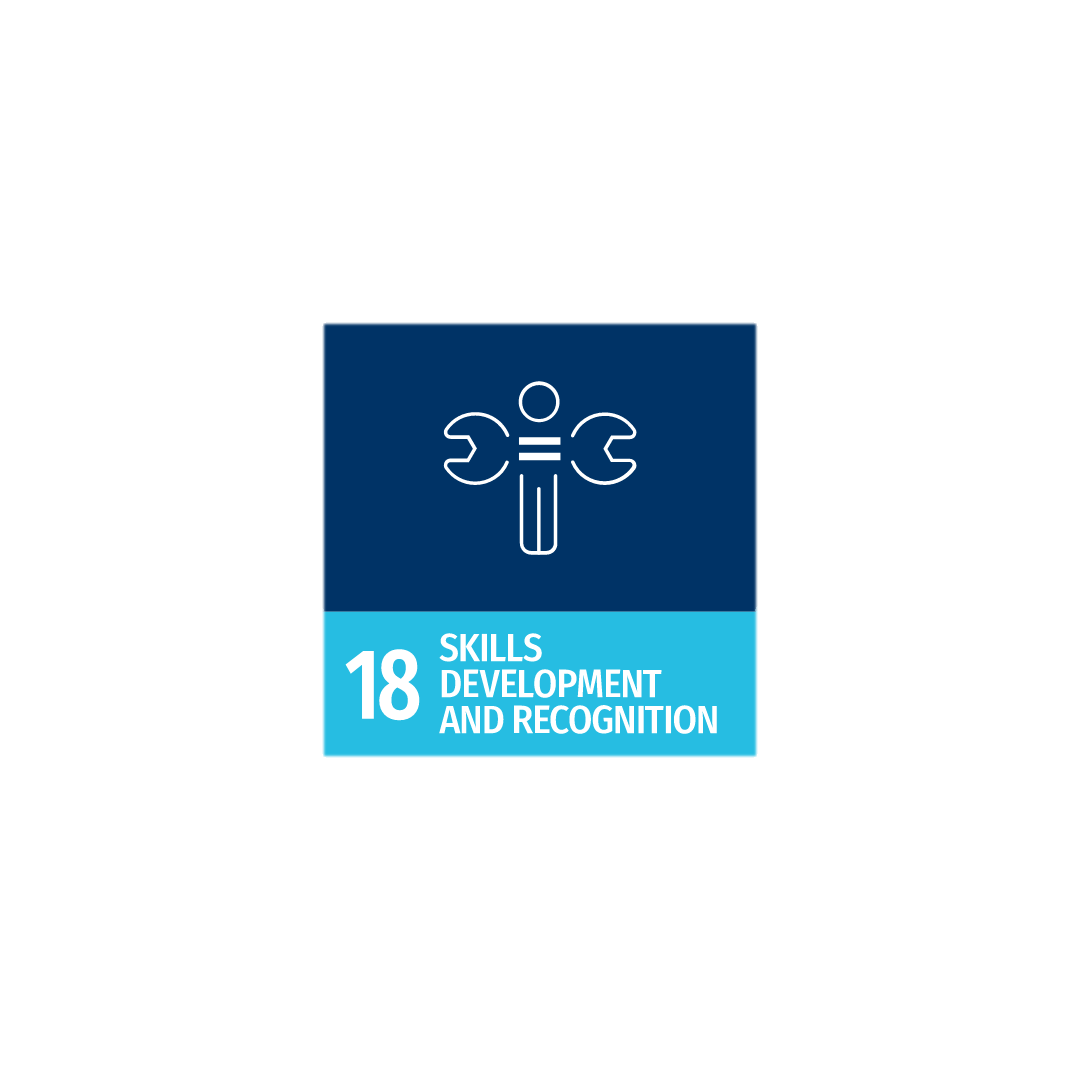 18
SKILLS
DEVELOPMENT
AND RECOGNITION